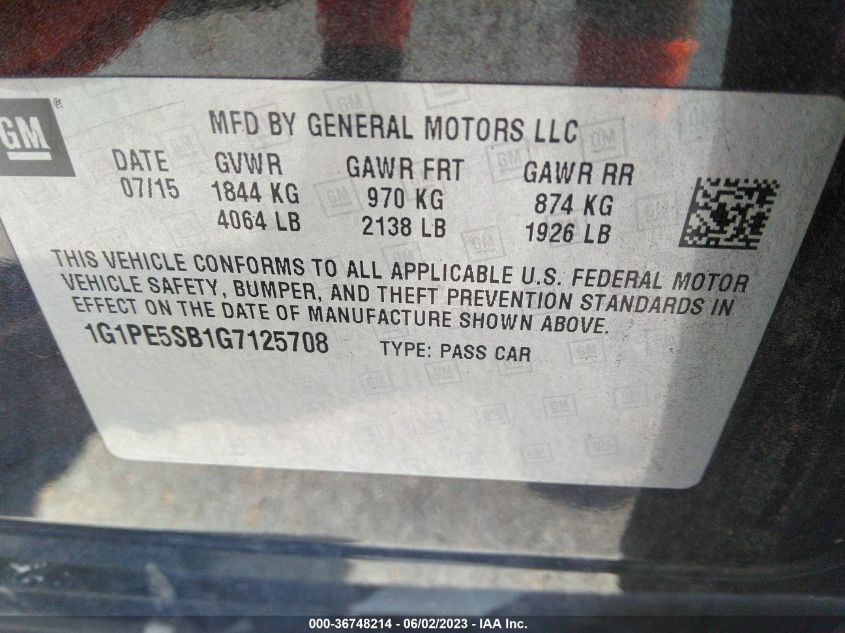 GM®
MFD BY GENERAL MOTORS LLC
DATE GVWR GAWR FRT GAWR RR
07/15 1844 KG 970 KG 874 KG
4064 LB 2138 LB 1926 LB
THIS VEHICLE CONFORMS TO ALL APPLICABLE U.S. FEDERAL MOTOR
VEHICLE SAFETY, BUMPER, AND THEFT PREVENTION STANDARDS IN
EFFECT ON THE DATE OF MANUFACTURE SHOWN ABOVE.
1G1PE5SB1G7125708 TYPE: PASS CAR
000-36748214 - 06/02/2023 - IAA Inc.